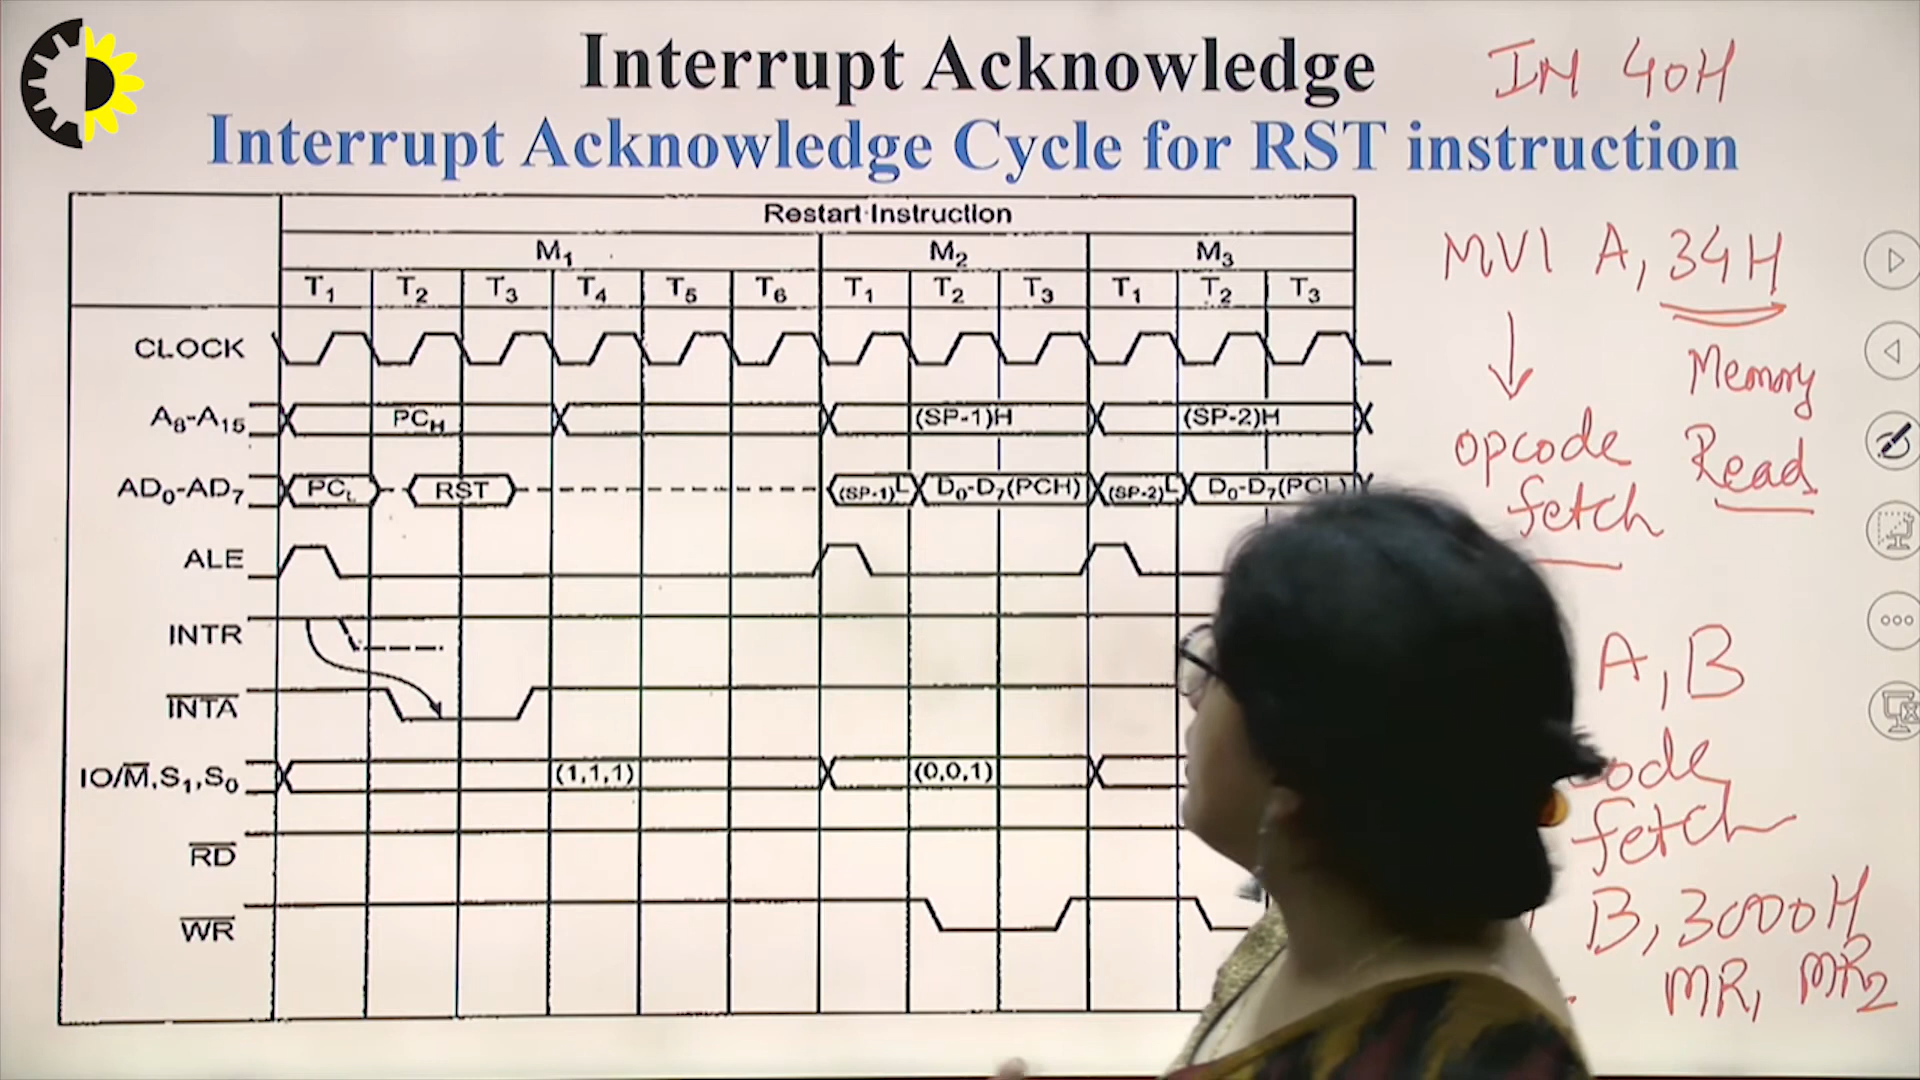 Interrupt Acknowledge
IN 40H
Interrupt Acknowledge Cycle for RST instruction
Restart Instruction
M1 M2 M3
T1 T2 T3 T4 T5 T6 T1 T2 T3 T1 T2 T3
CLOCK
A8-A15 PCH (SP-1)H (SP-2)H
AD0-AD7 PCL RST (SP-1)L D0-D7(PCH) (SP-2)L D0-D7(PCL)
ALE
INTR
INTA
IO/M,S1,S0 (1,1,1) (0,0,1)
RD
WR
MVI A, 34H
opcode fetch
Memory Read
A, B
fetch
B, 3000H
MR1 MR2